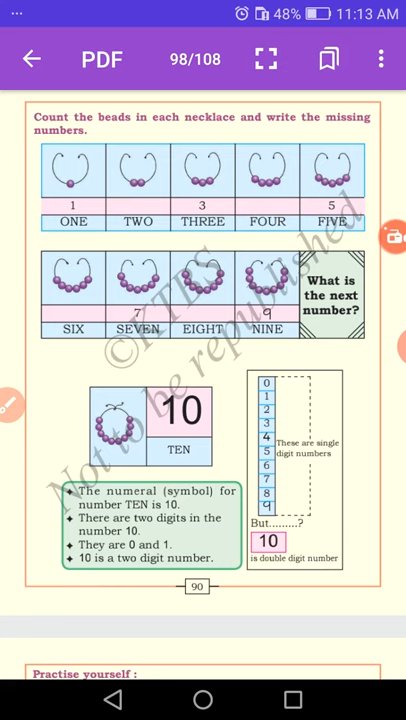 48% 11:13 AM
PDF 98/108
Count the beads in each necklace and write the missing
numbers.
1 3 5
ONE TWO THREE FOUR FIVE
7 9
SIX SEVEN EIGHT NINE
What is
the next
number?
10
TEN
0
1
2
3
4
5
6
7
8
9
These are single
digit numbers
But.........?
10
is double digit number
The numeral (symbol) for
number TEN is 10.
There are two digits in the
number 10.
They are 0 and 1.
10 is a two digit number.
©KTBS
Not to be republished
90
Practise yourself :